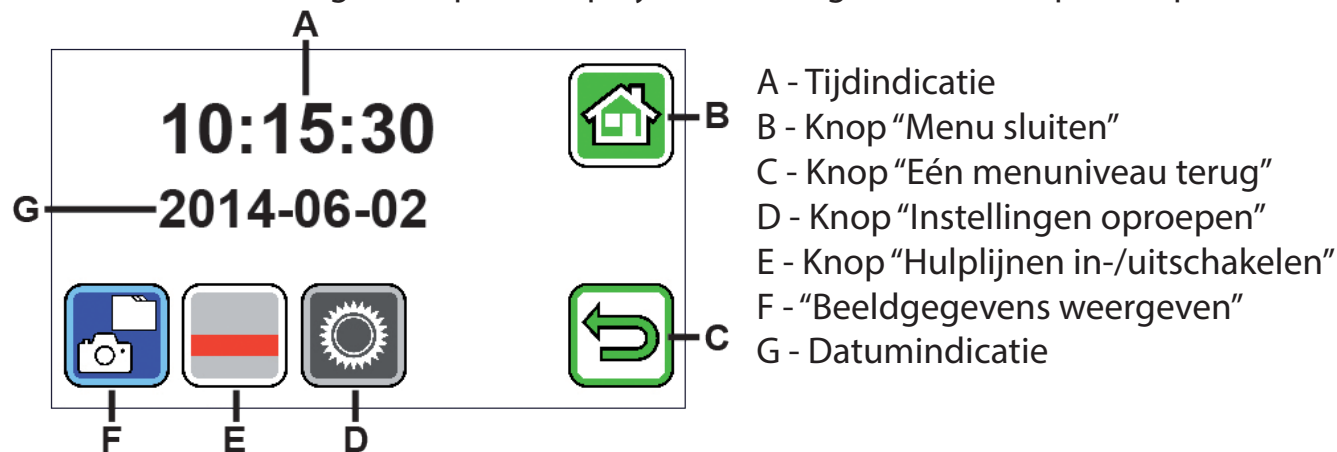 A
10:15:30
B
G
2014-06-02
C
F
E
D
A - Tijdindicatie
B - Knop “Menu sluiten”
C - Knop “Eén menuniveau terug”
D - Knop “Instellingen oproepen”
E - Knop “Hulplijnen in-/uitschakelen”
F - “Beeldgegevens weergeven”
G - Datumindicatie